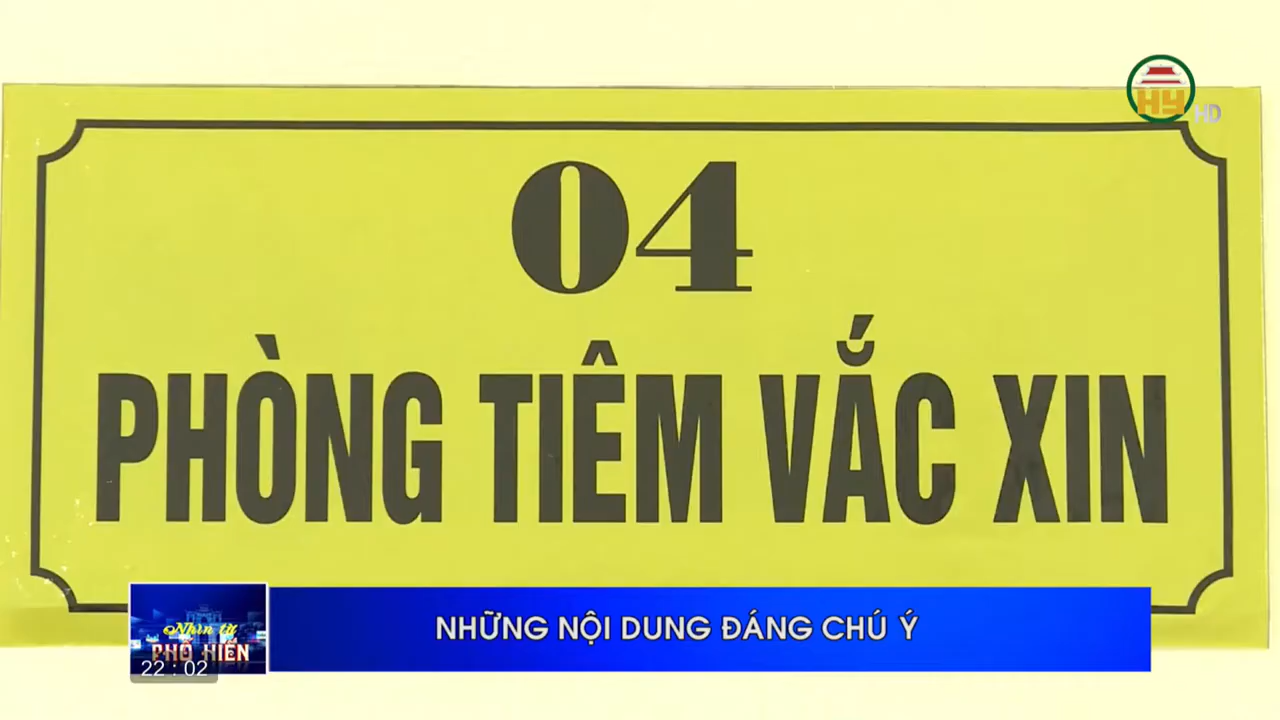 HY HD
04
PHÒNG TIÊM VẮC XIN
NHỮNG NỘI DUNG ĐÁNG CHÚ Ý
Nhìn từ
PHỐ HIẾN
22 : 02